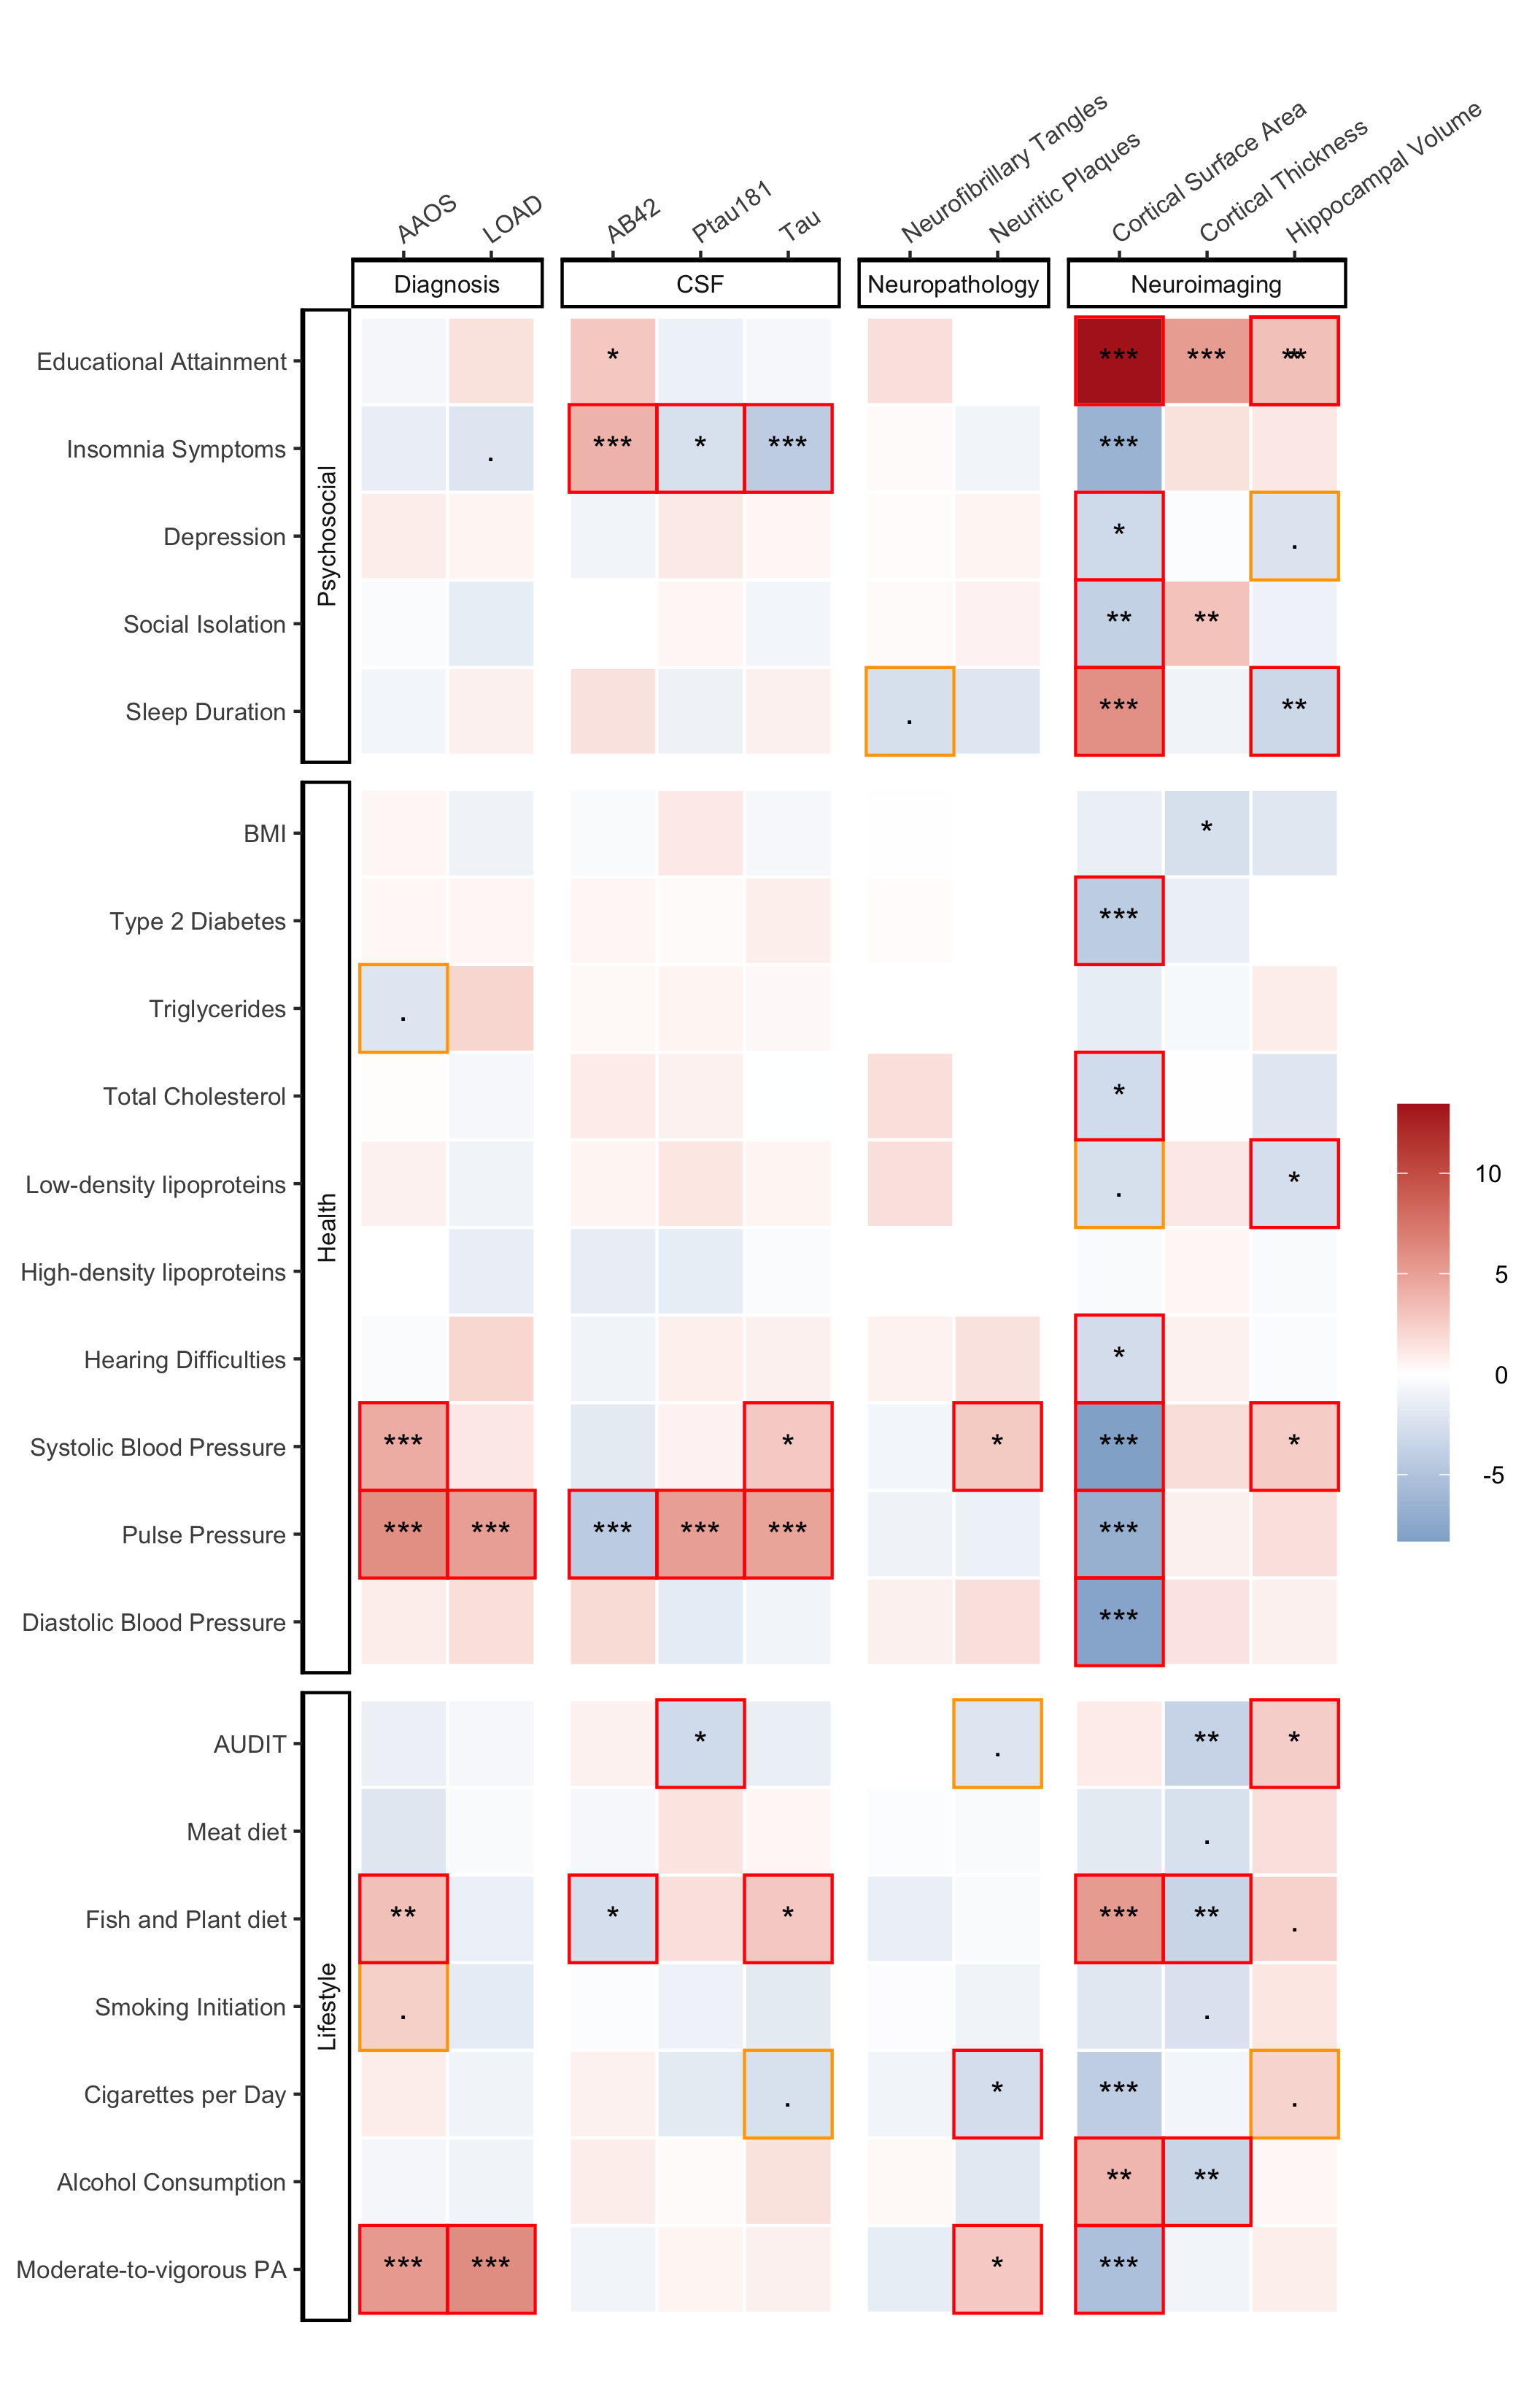 AAOS
LOAD
AB42
Ptau181
Tau
Neurofibrillary Tangles
Neuritic Plaques
Cortical Surface Area
Cortical Thickness
Hippocampal Volume
Diagnosis
CSF
Neuropathology
Neuroimaging
Psychosocial
Educational Attainment
* *** *** ***
Insomnia Symptoms
. *** * *** ***
Depression
* .
Social Isolation
** **
Sleep Duration
. *** **
Health
BMI
*
Type 2 Diabetes
***
Triglycerides
.
Total Cholesterol
*
Low-density lipoproteins
. *
High-density lipoproteins
Hearing Difficulties
*
Systolic Blood Pressure
*** * * *** *
Pulse Pressure
*** *** *** *** *** ***
Diastolic Blood Pressure
***
Lifestyle
AUDIT
* . ** *
Meat diet
.
Fish and Plant diet
** * * *** ** .
Smoking Initiation
. .
Cigarettes per Day
. * *** .
Alcohol Consumption
** **
Moderate-to-vigorous PA
*** *** * ***
10
5
0
-5